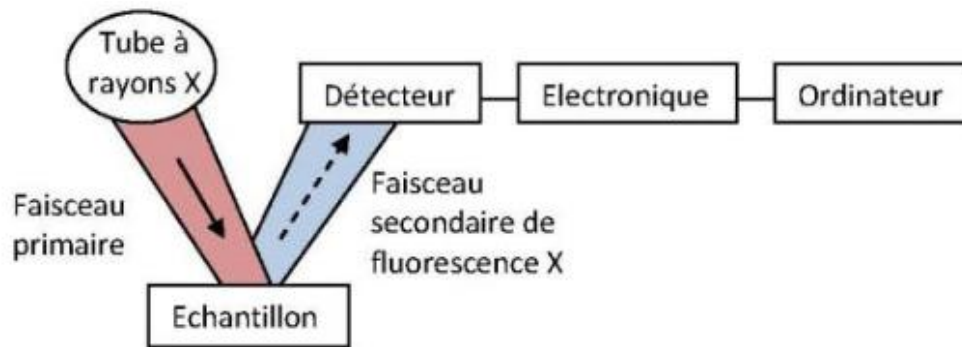 Tube à
rayons X
Détecteur
Electronique
Ordinateur
Faisceau
primaire
Faisceau
secondaire de
fluorescence X
Echantillon